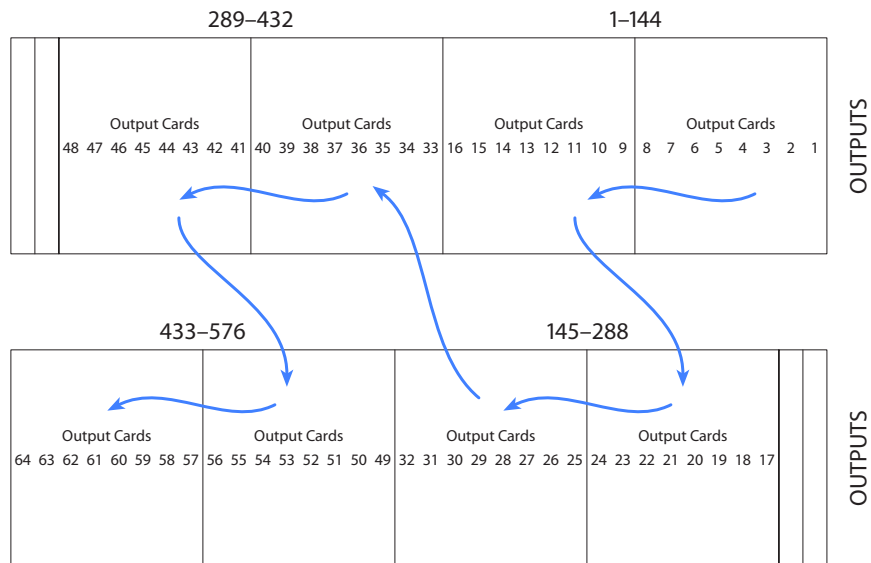 289–432 1–144
Output Cards Output Cards Output Cards Output Cards
48 47 46 45 44 43 42 41 40 39 38 37 36 35 34 33 16 15 14 13 12 11 10 9 8 7 6 5 4 3 2 1
OUTPUTS
433–576 145–288
Output Cards Output Cards Output Cards Output Cards
64 63 62 61 60 59 58 57 56 55 54 53 52 51 50 49 32 31 30 29 28 27 26 25 24 23 22 21 20 19 18 17
OUTPUTS